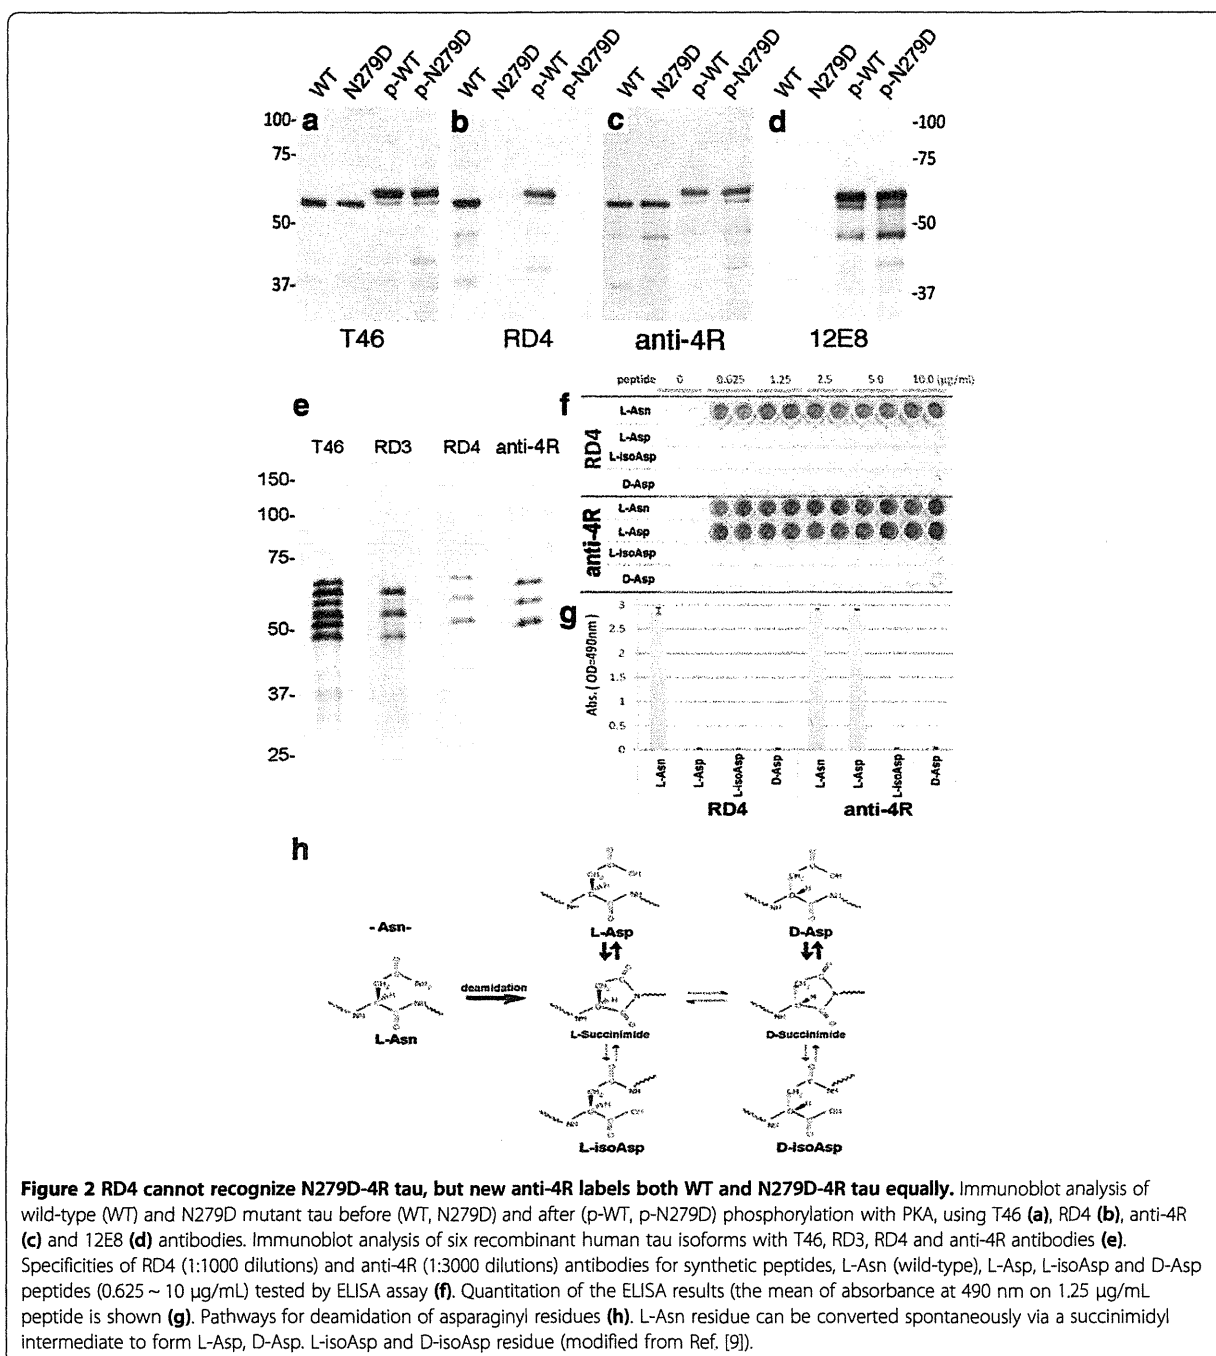 WT N279D p-WT p-N279D WT N279D p-WT p-N279D WT N279D p-WT p-N279D WT N279D p-WT p-N279D
a b c d
100- -100
75- -75
50- -50
37- -37
T46 RD4 anti-4R 12E8
e
T46 RD3 RD4 anti-4R
150-
100-
75-
50-
37-
25-
f
peptide 0 0.625 1.25 2.5 5.0 10.0 (µg/ml)
RD4
L-Asn
L-Asp
L-isoAsp
D-Asp
anti-4R
L-Asn
L-Asp
L-isoAsp
D-Asp
g
Abs.( OD=490nm)
3
2.5
2
1.5
1
0.5
0
L-Asn L-Asp L-isoAsp D-Asp L-Asn L-Asp L-isoAsp D-Asp
RD4 anti-4R
h
- Asn-
L-Asn
deamidation
L-Asp D-Asp
L-Succinimide D-Succinimide
L-isoAsp D-isoAsp
Figure 2 RD4 cannot recognize N279D-4R tau, but new anti-4R labels both WT and N279D-4R tau equally. Immunoblot analysis of
wild-type (WT) and N279D mutant tau before (WT, N279D) and after (p-WT, p-N279D) phosphorylation with PKA, using T46 (a), RD4 (b), anti-4R
(c) and 12E8 (d) antibodies. Immunoblot analysis of six recombinant human tau isoforms with T46, RD3, RD4 and anti-4R antibodies (e).
Specificities of RD4 (1:1000 dilutions) and anti-4R (1:3000 dilutions) antibodies for synthetic peptides, L-Asn (wild-type), L-Asp, L-isoAsp and D-Asp
peptides (0.625 ~ 10 µg/mL) tested by ELISA assay (f). Quantitation of the ELISA results (the mean of absorbance at 490 nm on 1.25 µg/mL
peptide is shown (g). Pathways for deamidation of asparaginyl residues (h). L-Asn residue can be converted spontaneously via a succinimidyl
intermediate to form L-Asp, D-Asp. L-isoAsp and D-isoAsp residue (modified from Ref. [9]).